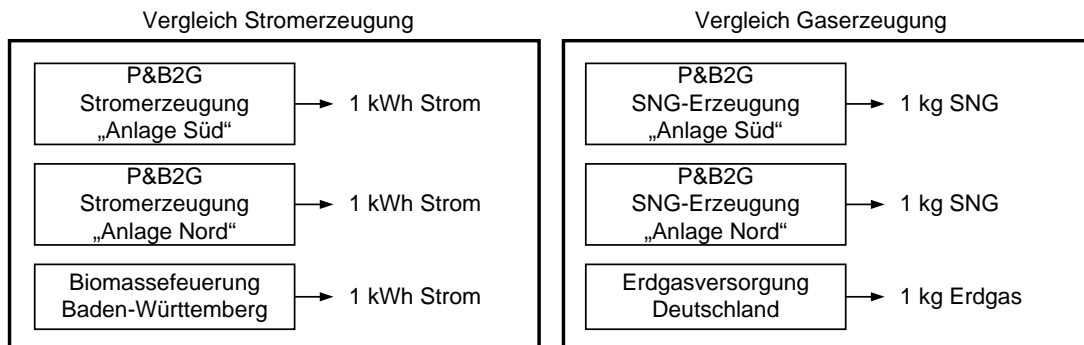 Vergleich Stromerzeugung
P&B2G
Stromerzeugung
„Anlage Süd“
1 kWh Strom
P&B2G
Stromerzeugung
„Anlage Nord“
1 kWh Strom
Biomassefeuerung
Baden-Württemberg
1 kWh Strom
Vergleich Gaserzeugung
P&B2G
SNG-Erzeugung
„Anlage Süd“
1 kg SNG
P&B2G
SNG-Erzeugung
„Anlage Nord“
1 kg SNG
Erdgasversorgung
Deutschland
1 kg Erdgas